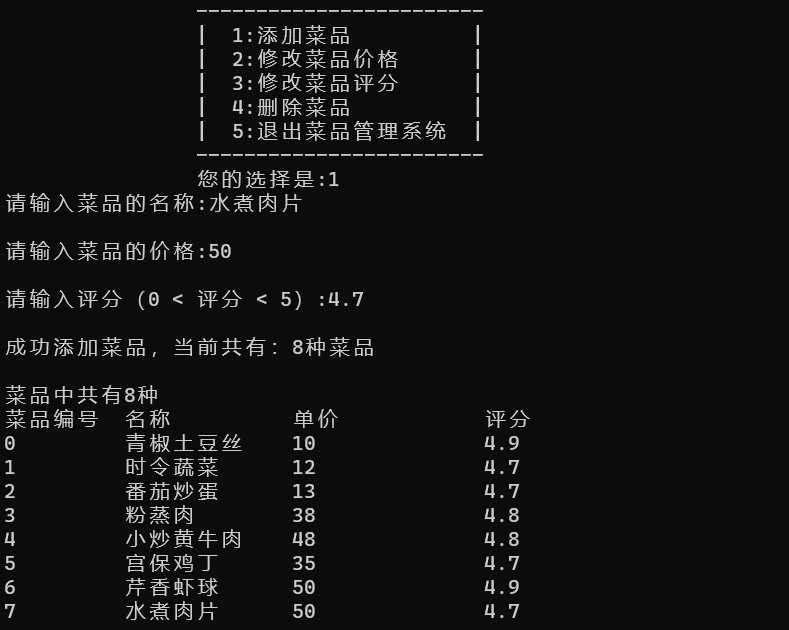 ------------------------
|  1:添加菜品          |
|  2:修改菜品价格      |
|  3:修改菜品评分      |
|  4:删除菜品          |
|  5:退出菜品管理系统  |
------------------------
您的选择是:1
请输入菜品的名称:水煮肉片
请输入菜品的价格:50
请输入评分（0 < 评分 < 5）:4.7
成功添加菜品，当前共有：8种菜品
菜品中共有8种
菜品编号  名称          单价            评分
0         青椒土豆丝    10              4.9
1         时令蔬菜      12              4.7
2         番茄炒蛋      13              4.7
3         粉蒸肉        38              4.8
4         小炒黄牛肉    48              4.8
5         宫保鸡丁      35              4.7
6         芹香虾球      50              4.9
7         水煮肉片      50              4.7